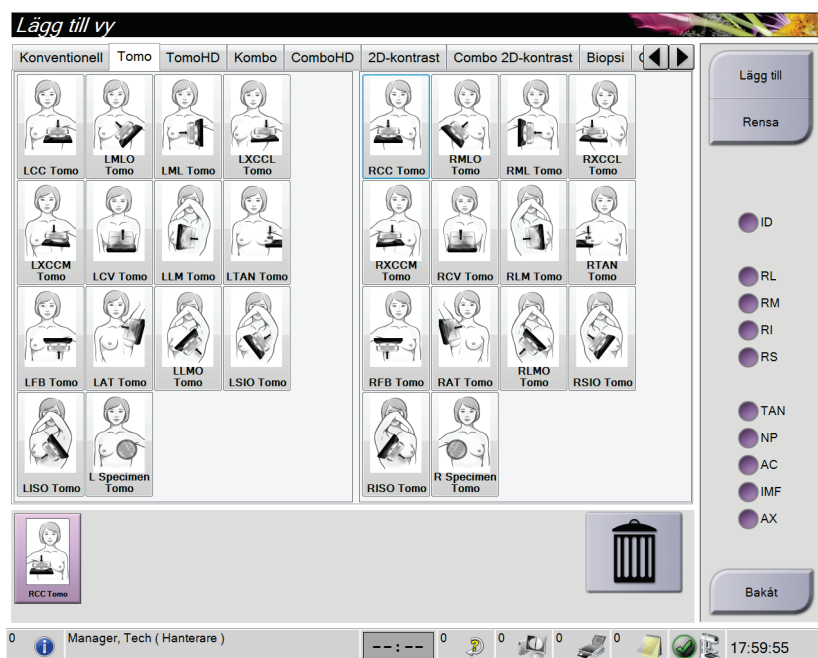 Lägg till vy
Konventionell Tomo TomoHD Kombo ComboHD 2D-kontrast Combo 2D-kontrast Biopsi
LCC Tomo
LMLO
Tomo
LML Tomo
LXCCL
Tomo
RCC Tomo
RMLO
Tomo
RML Tomo
RXCCL
Tomo
LXCCM
Tomo
LCV Tomo
LLM Tomo
LTAN Tomo
RXCCM
Tomo
RCV Tomo
RLM Tomo
RTAN
Tomo
LFB Tomo
LAT Tomo
LLMO
Tomo
LSIO Tomo
RFB Tomo
RAT Tomo
RLMO
Tomo
RSIO Tomo
LISO Tomo
L Specimen
Tomo
RISO Tomo
R Specimen
Tomo
RCC Tomo
Lägg till
Rensa
ID
RL
RM
RI
RS
TAN
NP
AC
IMF
AX
Bakåt
0 Manager, Tech ( Hanterare ) --:-- 0 0 0 0 17:59:55